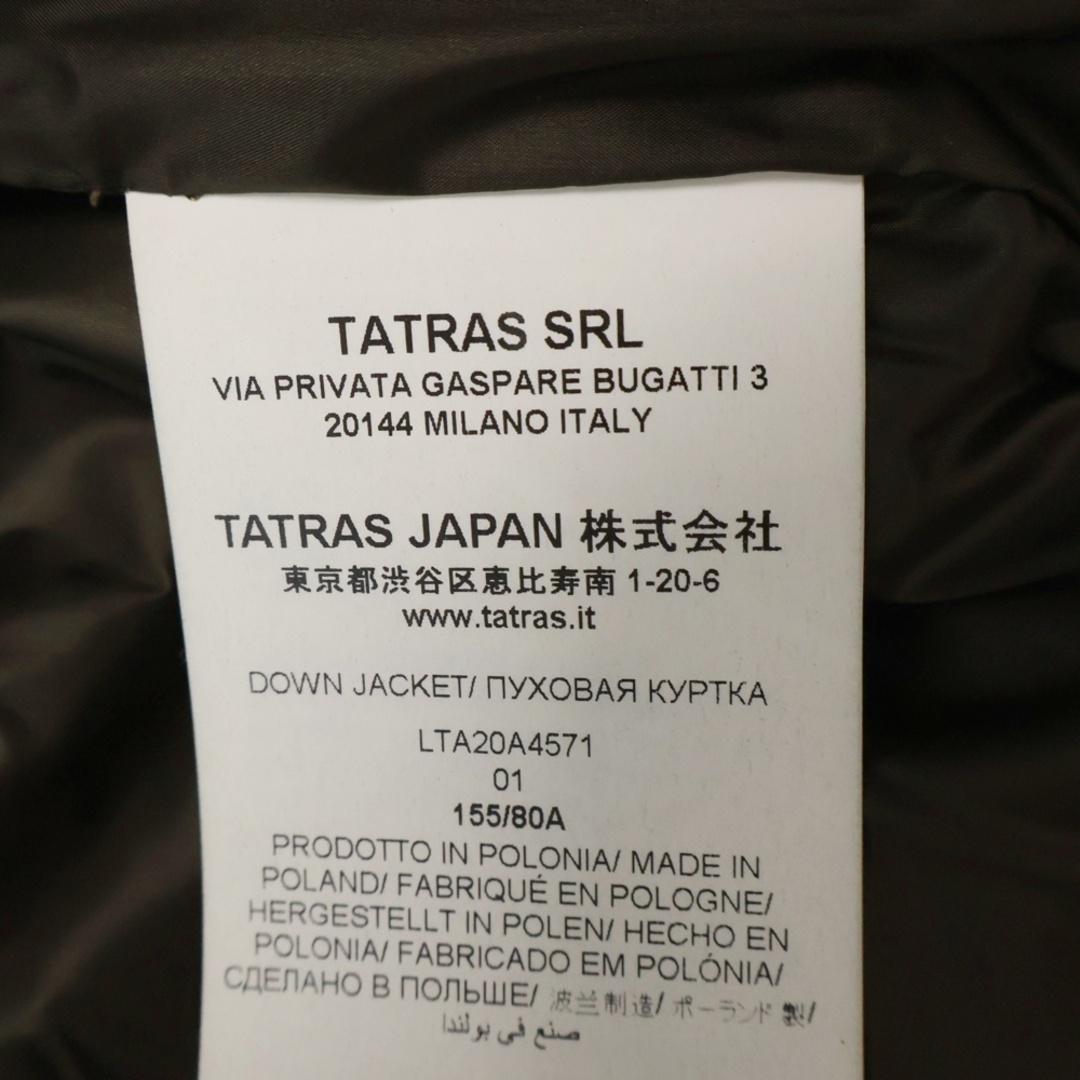 TATRAS SRL
VIA PRIVATA GASPARE BUGATTI 3
20144 MILANO ITALY
TATRAS JAPAN 株式会社
東京都渋谷区恵比寿南 1-20-6
www.tatras.it
DOWN JACKET/ ПУХОВАЯ КУРТКА
LTA20A4571
01
155/80A
PRODOTTO IN POLONIA/ MADE IN
POLAND/ FABRIQUÉ EN POLOGNE/
HERGESTELLT IN POLEN/ HECHO EN
POLONIA/ FABRICADO EM POLÓNIA/
СДЕЛАНО В ПОЛЬШЕ/ 波兰制造/ ポーランド 製/
صنع في بولندا